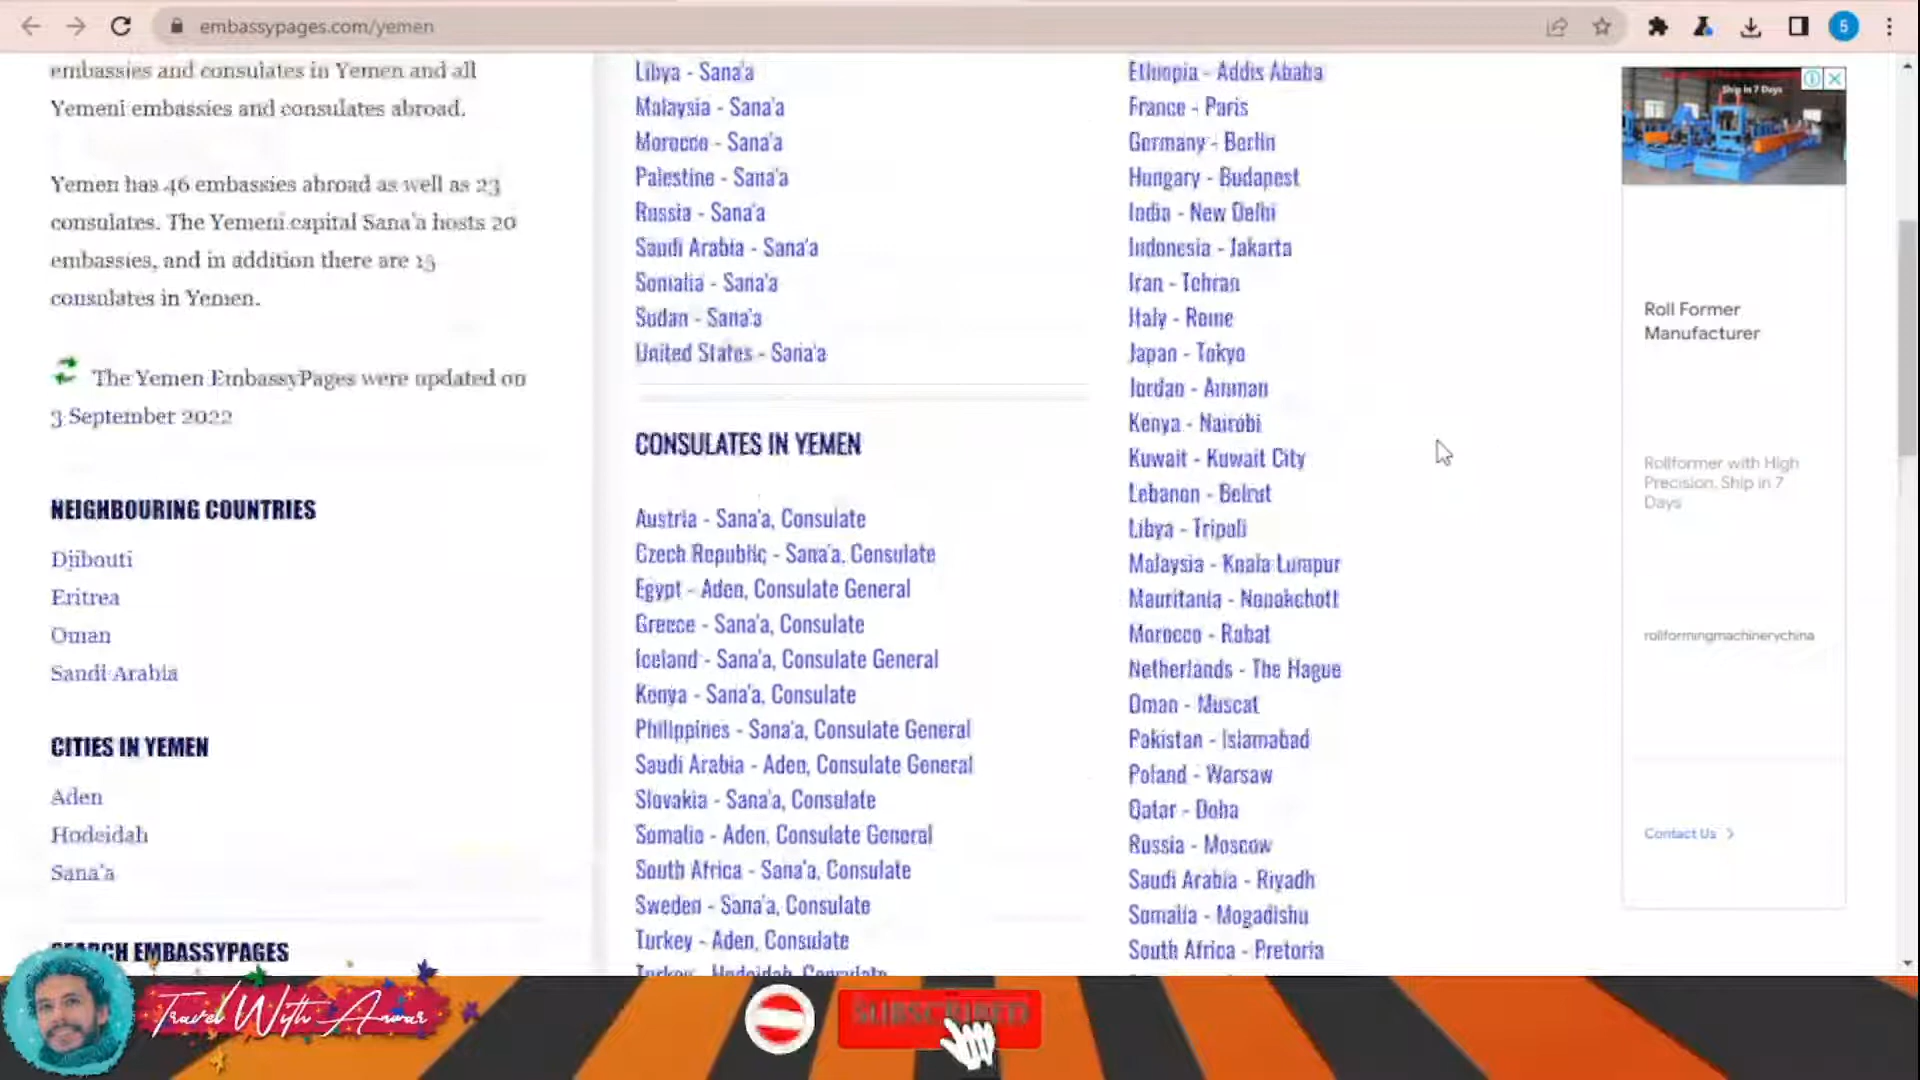 embassypages.com/yemen
5
embassies and consulates in Yemen and all
Yemeni embassies and consulates abroad.
Yemen has 46 embassies abroad as well as 23
consulates. The Yemeni capital Sana'a hosts 20
embassies, and in addition there are 15
consulates in Yemen.
The Yemen EmbassyPages were updated on
3 September 2022
NEIGHBOURING COUNTRIES
Djibouti
Eritrea
Oman
Saudi Arabia
CITIES IN YEMEN
Aden
Hodeidah
Sana'a
SEARCH EMBASSYPAGES
Libya - Sana'a
Malaysia - Sana'a
Morocco - Sana'a
Palestine - Sana'a
Russia - Sana'a
Saudi Arabia - Sana'a
Somalia - Sana'a
Sudan - Sana'a
United States - Sana'a
CONSULATES IN YEMEN
Austria - Sana'a, Consulate
Czech Republic - Sana'a, Consulate
Egypt - Aden, Consulate General
Greece - Sana'a, Consulate
Iceland - Sana'a, Consulate General
Kenya - Sana'a, Consulate
Philippines - Sana'a, Consulate General
Saudi Arabia - Aden, Consulate General
Slovakia - Sana'a, Consulate
Somalia - Aden, Consulate General
South Africa - Sana'a, Consulate
Sweden - Sana'a, Consulate
Turkey - Aden, Consulate
Turkey - Hodeidah, Consulate
Ethiopia - Addis Ababa
France - Paris
Germany - Berlin
Hungary - Budapest
India - New Delhi
Indonesia - Jakarta
Iran - Tehran
Italy - Rome
Japan - Tokyo
Jordan - Amman
Kenya - Nairobi
Kuwait - Kuwait City
Lebanon - Beirut
Libya - Tripoli
Malaysia - Kuala Lumpur
Mauritania - Nouakchott
Morocco - Rabat
Netherlands - The Hague
Oman - Muscat
Pakistan - Islamabad
Poland - Warsaw
Qatar - Doha
Russia - Moscow
Saudi Arabia - Riyadh
Somalia - Mogadishu
South Africa - Pretoria
Ship in 7 Days
Roll Former
Manufacturer
Rollformer with High
Precision, Ship in 7
Days
rollformingmachinerychina
Contact Us
Travel With Anwar
SUBSCRIBED